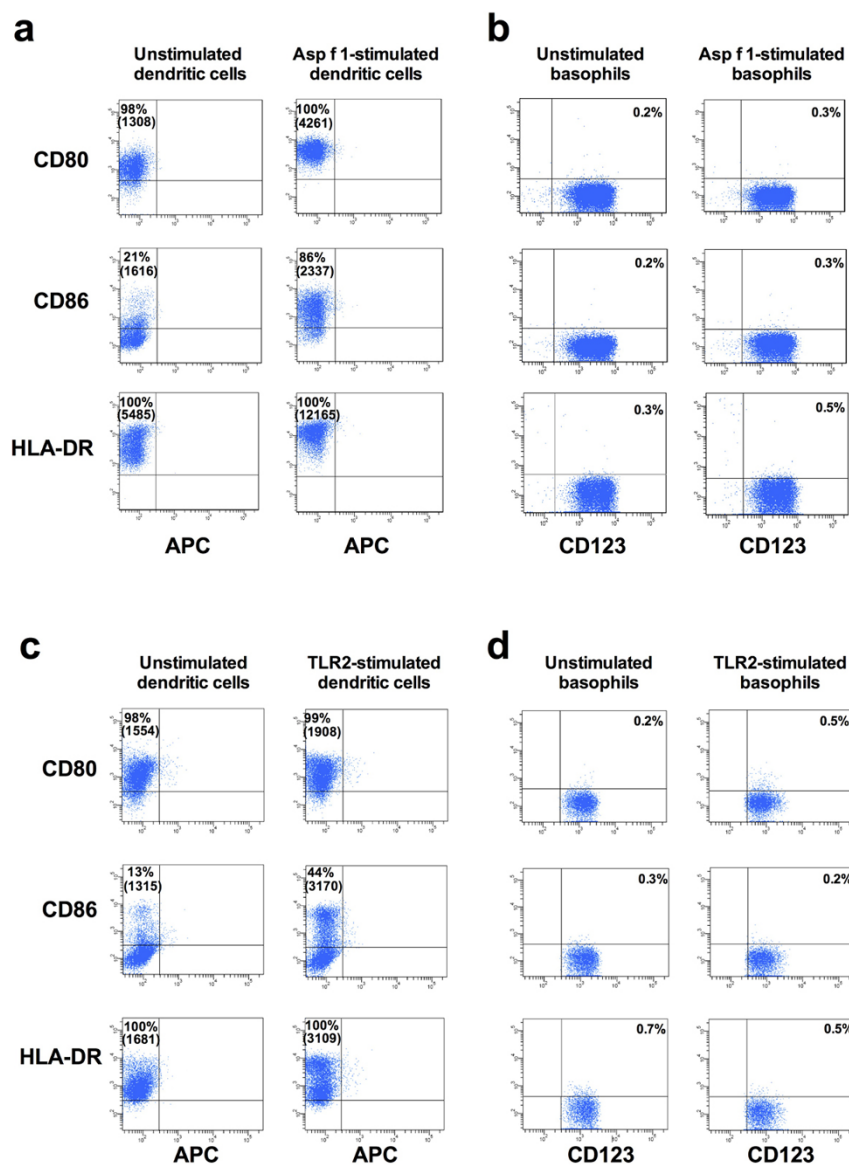 a
b
Unstimulated
dendritic cells
Asp f 1-stimulated
dendritic cells
Unstimulated
basophils
Asp f 1-stimulated
basophils
CD80
98%
(1308)
100%
(4261)
0.2%
0.3%
CD86
21%
(1616)
86%
(2337)
0.2%
0.3%
HLA-DR
100%
(5485)
100%
(12165)
0.3%
0.5%
APC
APC
CD123
CD123
c
d
Unstimulated
dendritic cells
TLR2-stimulated
dendritic cells
Unstimulated
basophils
TLR2-stimulated
basophils
CD80
98%
(1554)
99%
(1908)
0.2%
0.5%
CD86
13%
(1315)
44%
(3170)
0.3%
0.2%
HLA-DR
100%
(1681)
100%
(3109)
0.7%
0.5%
APC
APC
CD123
CD123